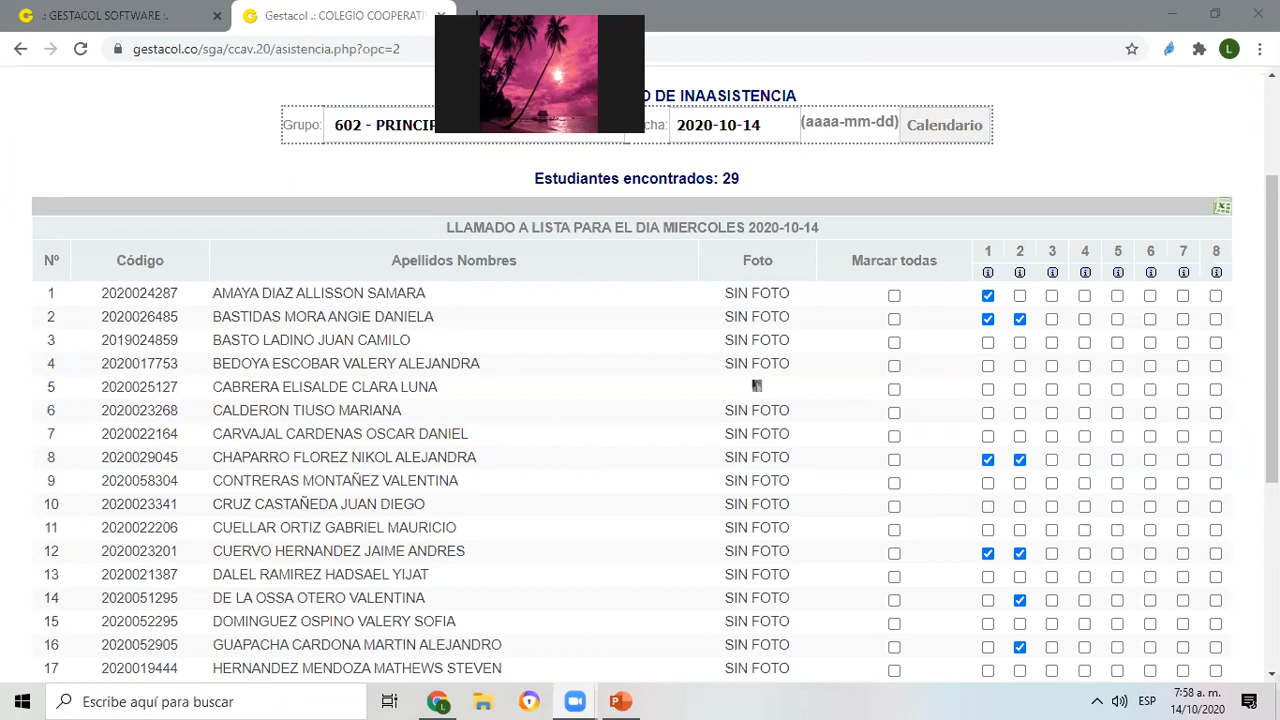 : GESTACOL SOFTWARE :
Gestacol .: COLEGIO COOPERATIV
gestacol.co/sga/ccav.20/asistencia.php?opc=2
L
O DE INAASISTENCIA
Grupo: 602 - PRINCIP cha: 2020-10-14 (aaaa-mm-dd) Calendario
Estudiantes encontrados: 29
LLAMADO A LISTA PARA EL DIA MIERCOLES 2020-10-14
Nº Código Apellidos Nombres Foto Marcar todas 1 2 3 4 5 6 7 8
1 2020024287 AMAYA DIAZ ALLISSON SAMARA SIN FOTO
2 2020026485 BASTIDAS MORA ANGIE DANIELA SIN FOTO
3 2019024859 BASTO LADINO JUAN CAMILO SIN FOTO
4 2020017753 BEDOYA ESCOBAR VALERY ALEJANDRA SIN FOTO
5 2020025127 CABRERA ELISALDE CLARA LUNA
6 2020023268 CALDERON TIUSO MARIANA SIN FOTO
7 2020022164 CARVAJAL CARDENAS OSCAR DANIEL SIN FOTO
8 2020029045 CHAPARRO FLOREZ NIKOL ALEJANDRA SIN FOTO
9 2020058304 CONTRERAS MONTAÑEZ VALENTINA SIN FOTO
10 2020023341 CRUZ CASTAÑEDA JUAN DIEGO SIN FOTO
11 2020022206 CUELLAR ORTIZ GABRIEL MAURICIO SIN FOTO
12 2020023201 CUERVO HERNANDEZ JAIME ANDRES SIN FOTO
13 2020021387 DALEL RAMIREZ HADSAEL YIJAT SIN FOTO
14 2020051295 DE LA OSSA OTERO VALENTINA SIN FOTO
15 2020052295 DOMINGUEZ OSPINO VALERY SOFIA SIN FOTO
16 2020052905 GUAPACHA CARDONA MARTIN ALEJANDRO SIN FOTO
17 2020019444 HERNANDEZ MENDOZA MATHEWS STEVEN SIN FOTO
Escribe aquí para buscar
ESP
7:58 a. m.
14/10/2020